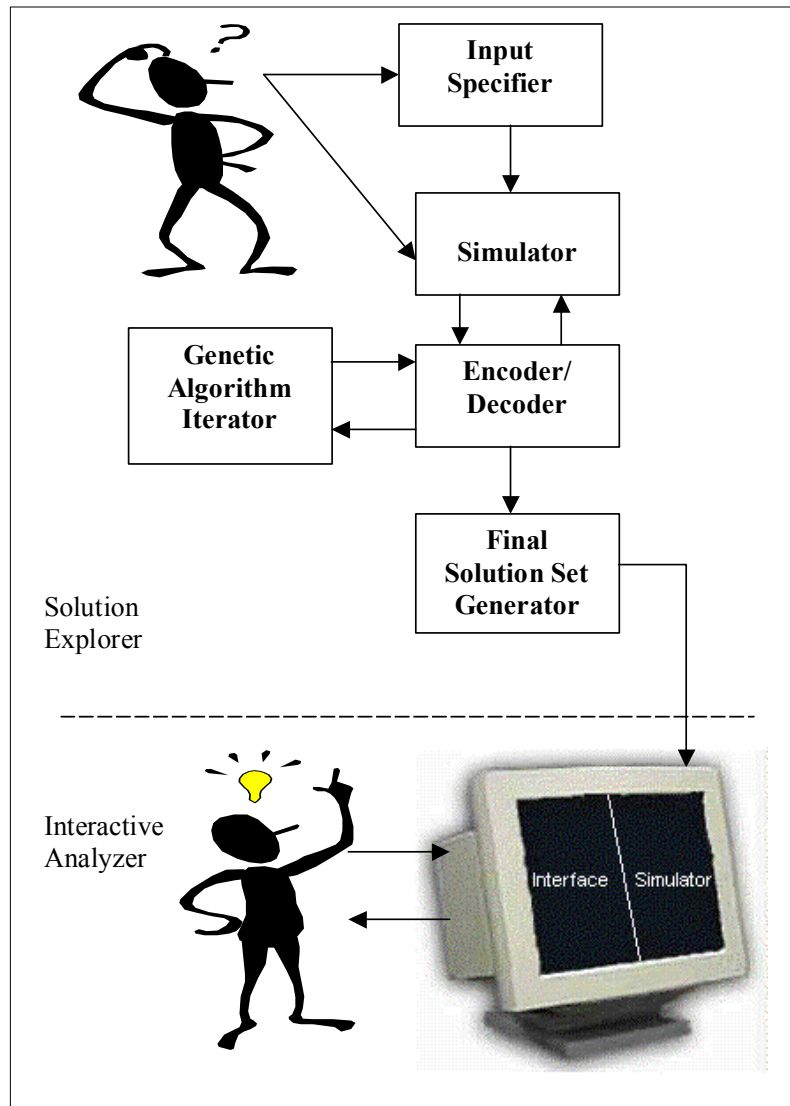 ?
Input
Specifier
Simulator
Genetic
Algorithm
Iterator
Encoder/
Decoder
Final
Solution Set
Generator
Solution
Explorer
Interactive
Analyzer
Interface
Simulator